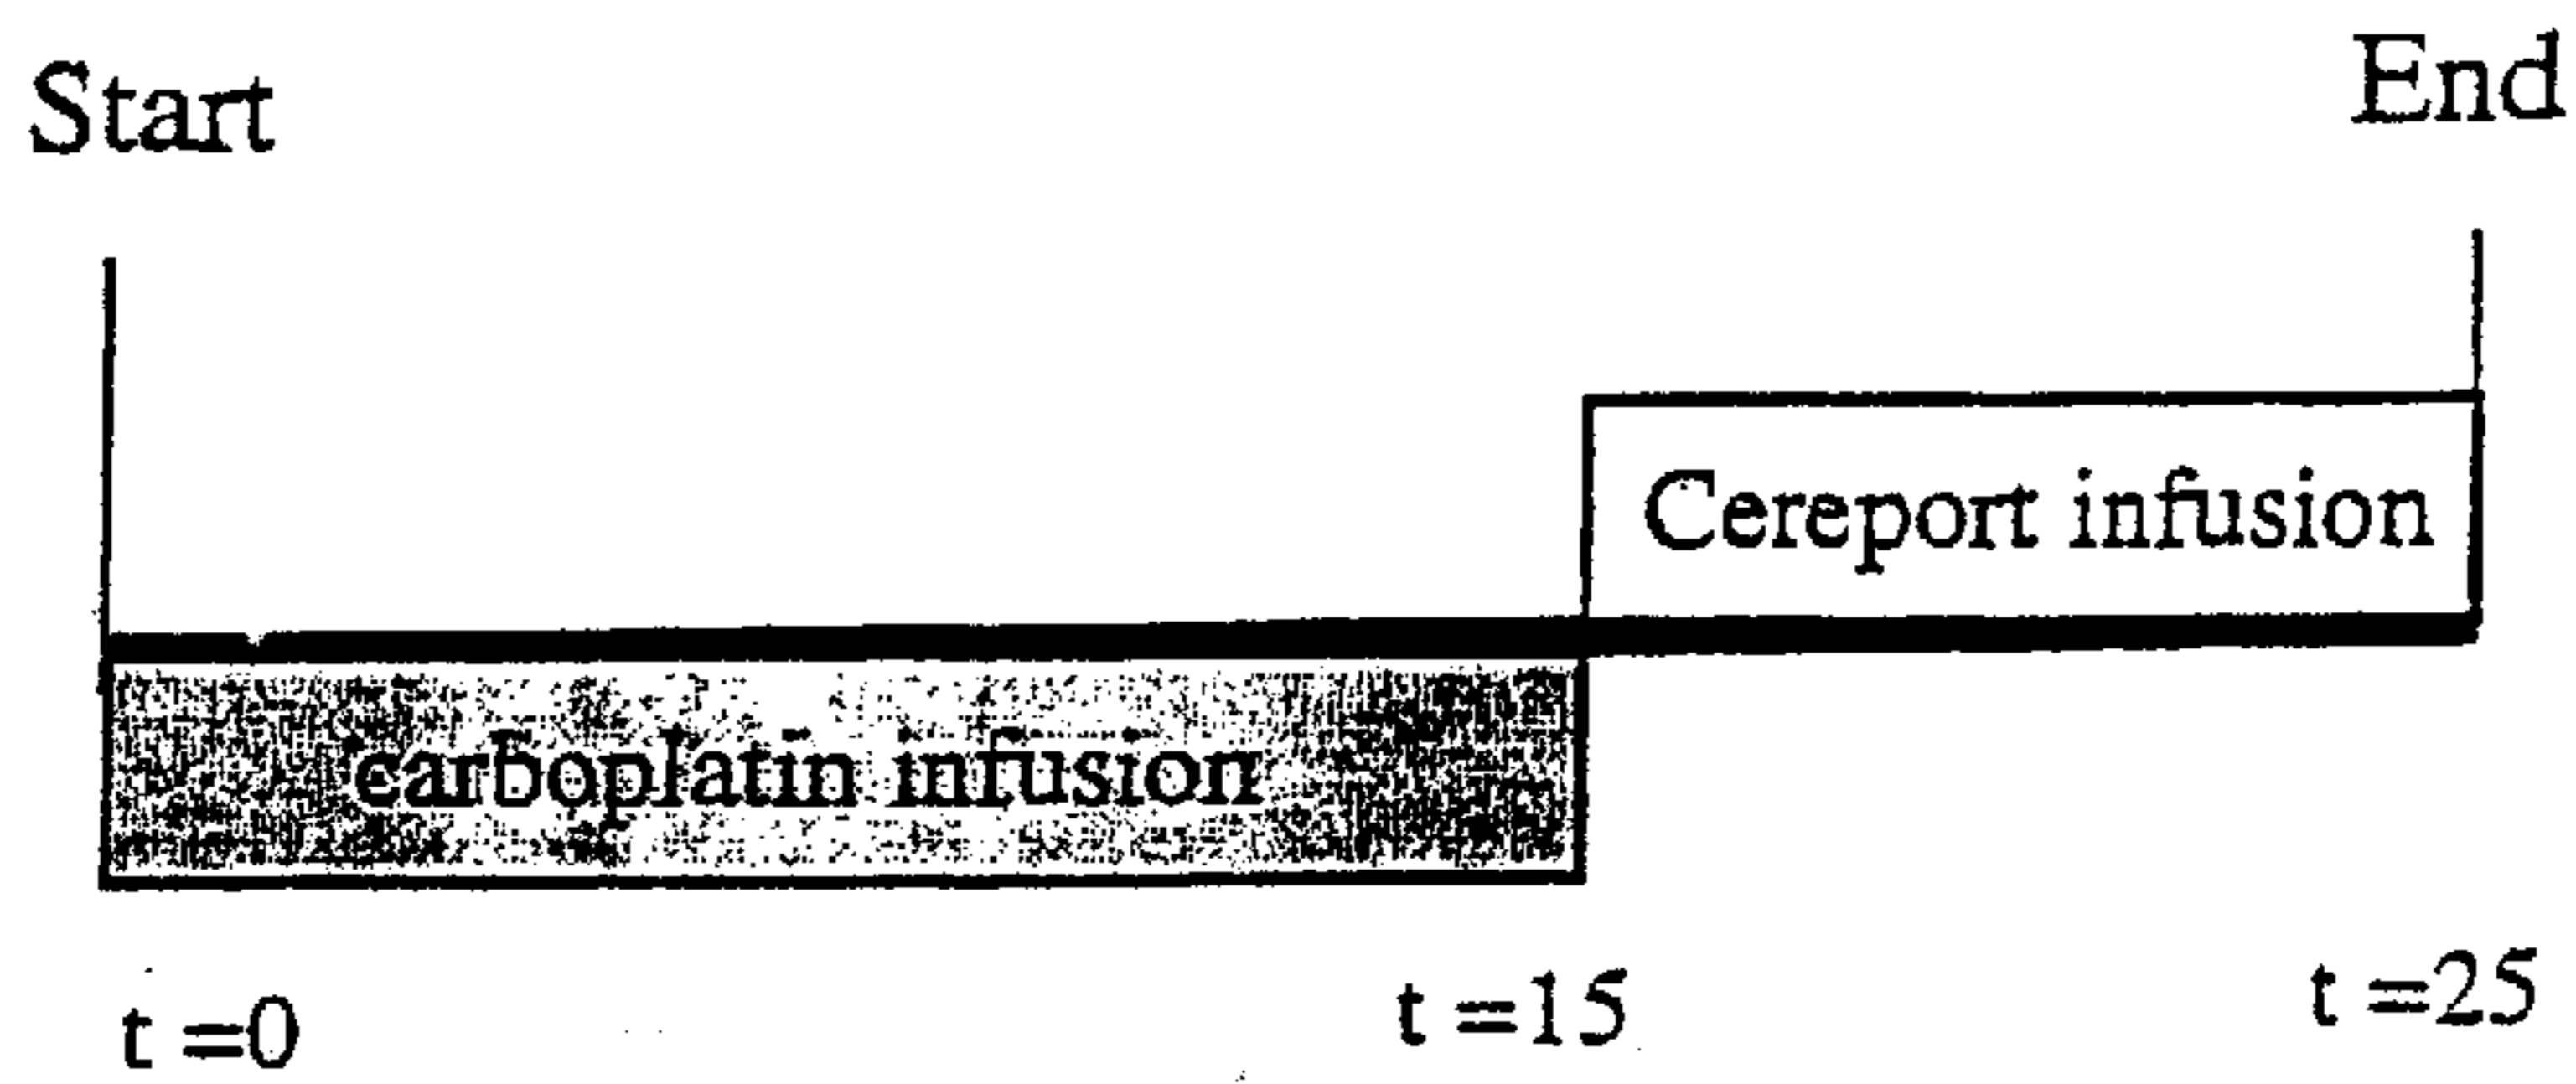 Start
End
Cereport infusion
carboplatin infusion
t =0
t =15
t =25